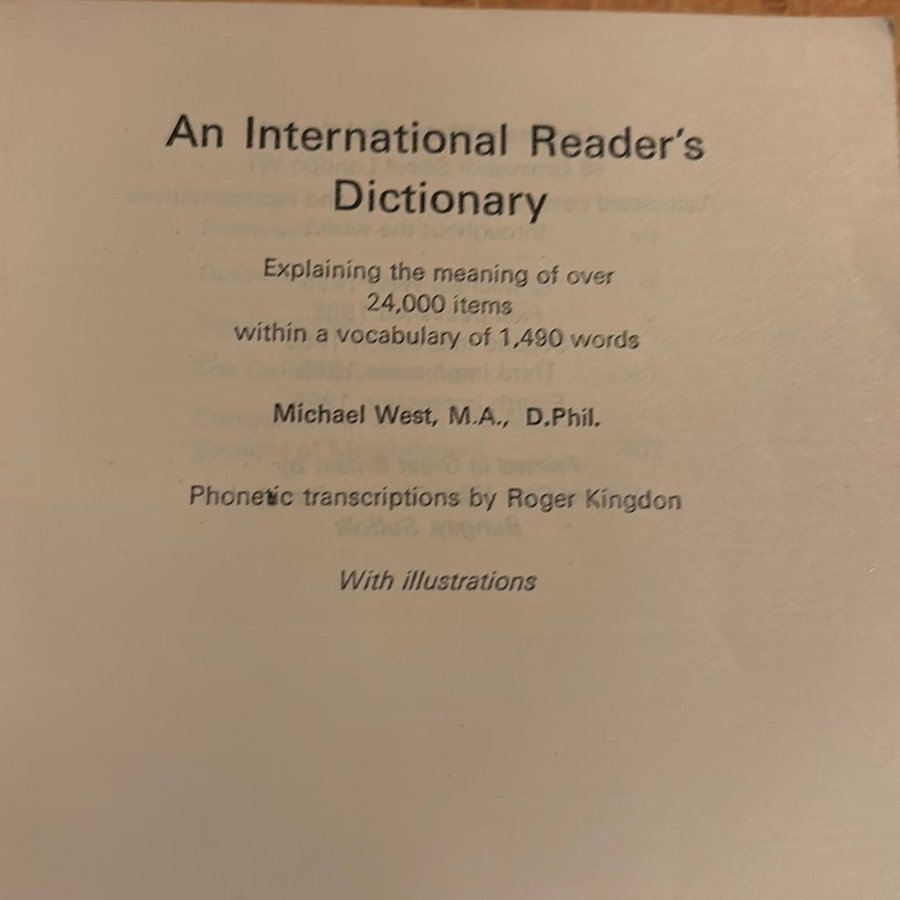 An International Reader's
Dictionary
Explaining the meaning of over
24,000 items
within a vocabulary of 1,490 words
Michael West, M.A., D.Phil.
Phonetic transcriptions by Roger Kingdon
With illustrations